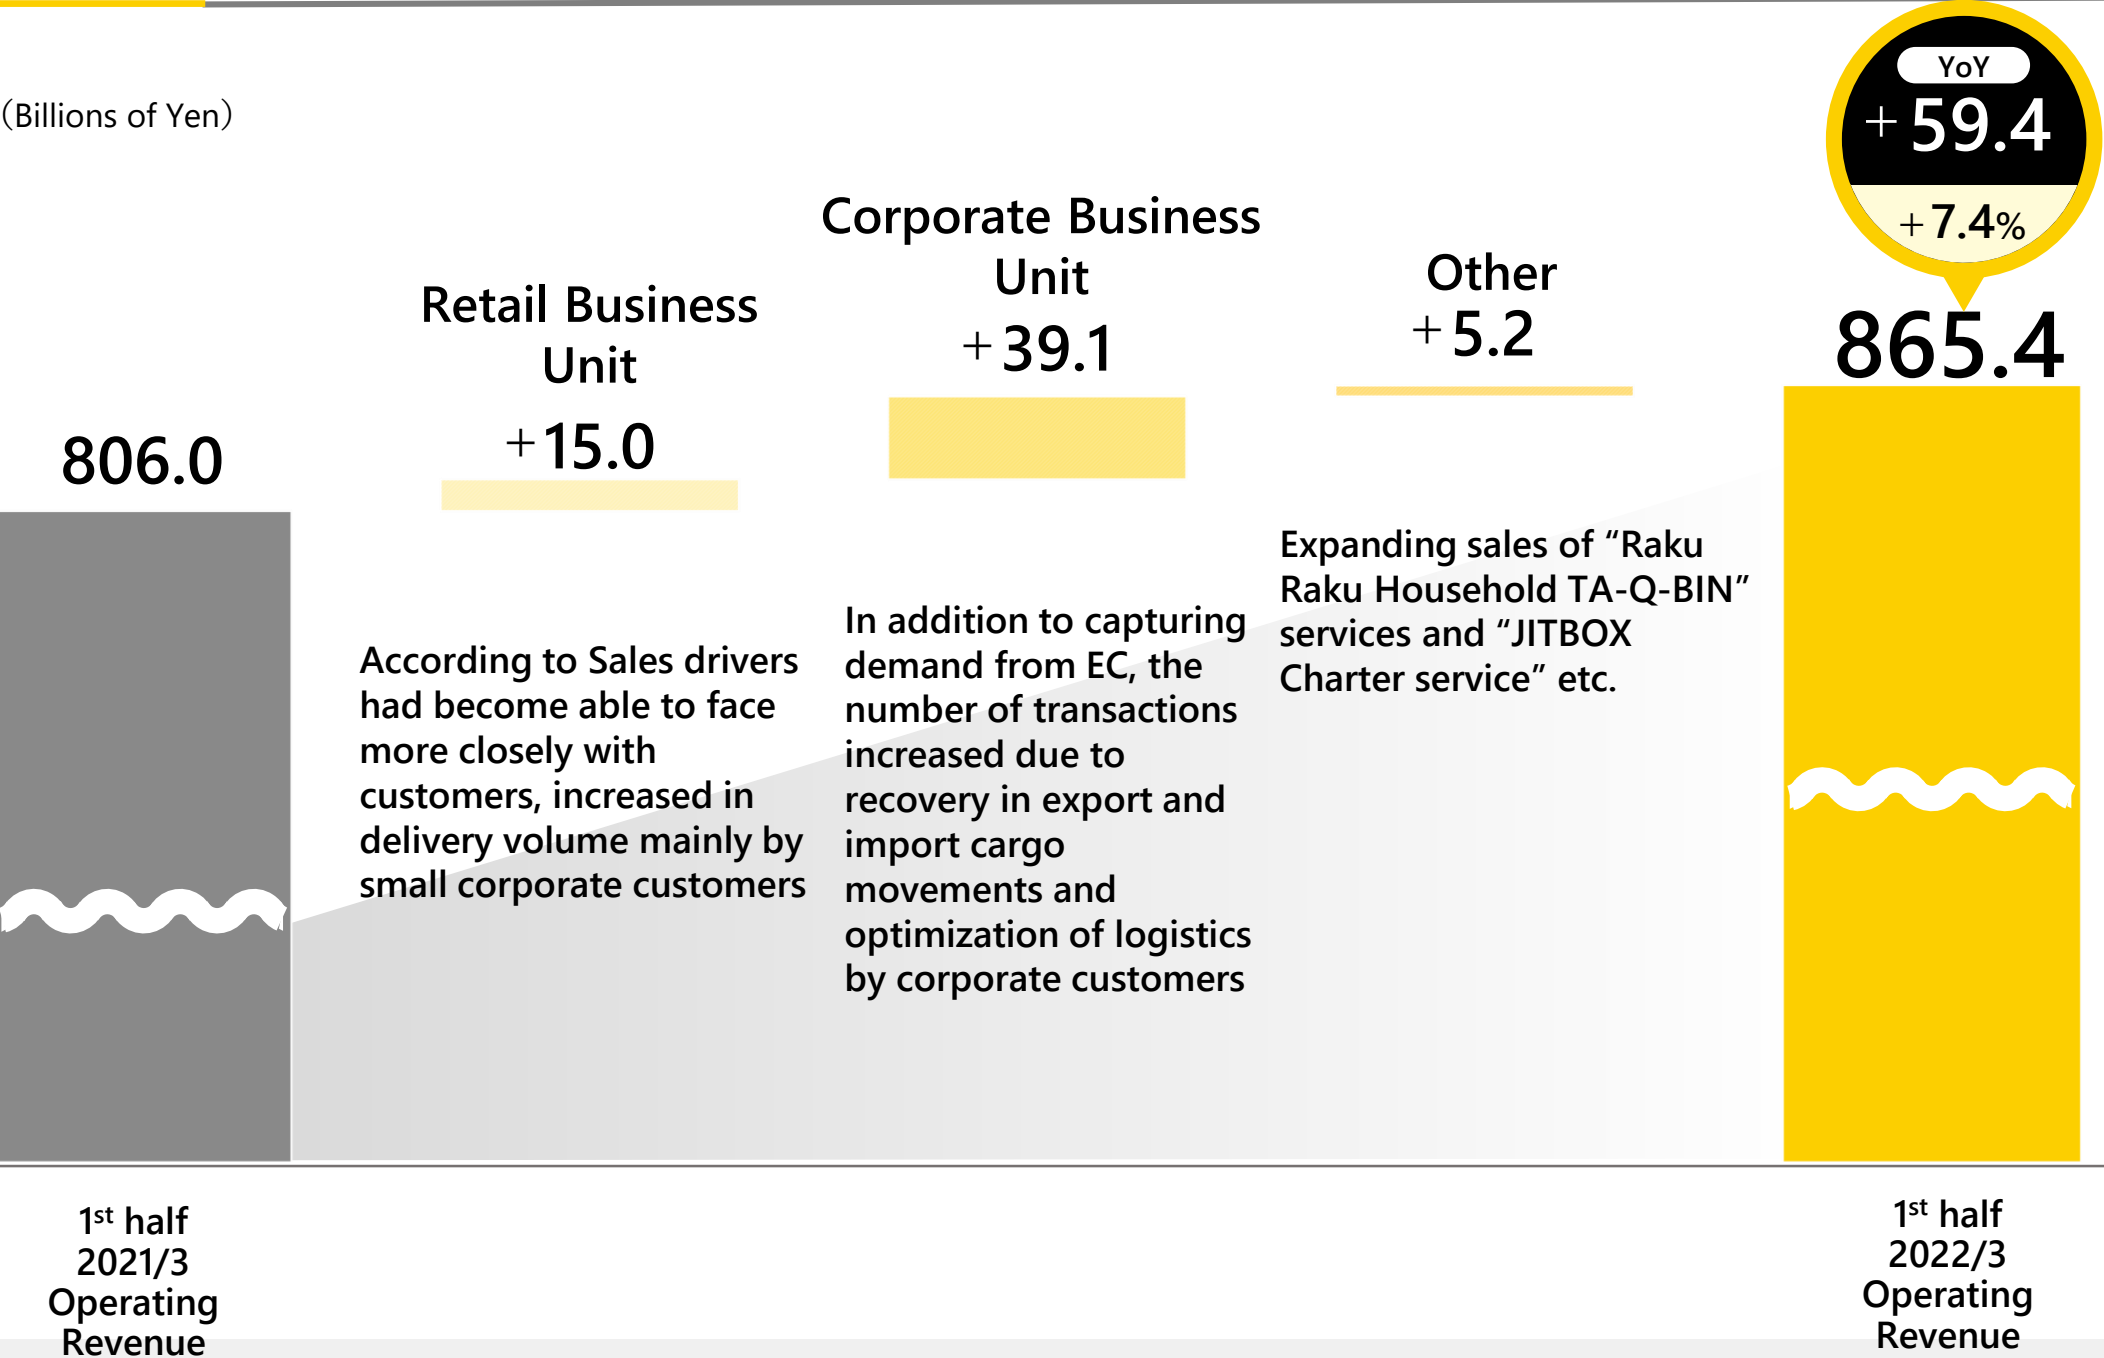 （Billions of Yen）
YoY
+59.4
+7.4%
806.0
Retail Business
Unit
+15.0
Corporate Business
Unit
+39.1
Other
+5.2
865.4
According to Sales drivers
had become able to face
more closely with
customers, increased in
delivery volume mainly by
small corporate customers
In addition to capturing
demand from EC, the
number of transactions
increased due to
recovery in export and
import cargo
movements and
optimization of logistics
by corporate customers
Expanding sales of “Raku
Raku Household TA-Q-BIN”
services and “JITBOX
Charter service” etc.
1st half
2021/3
Operating
Revenue
1st half
2022/3
Operating
Revenue